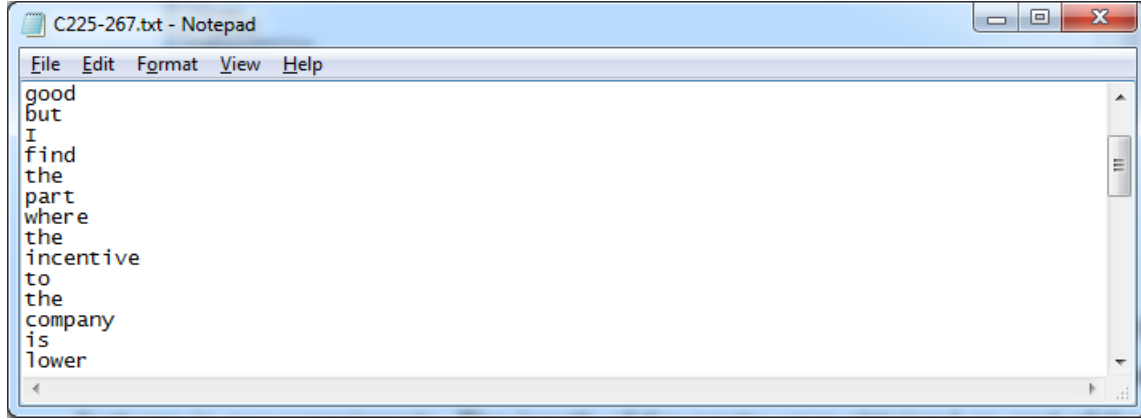 C225-267.txt - Notepad
File Edit Format View Help
good
but
I
find
the
part
where
the
incentive
to
the
company
is
lower